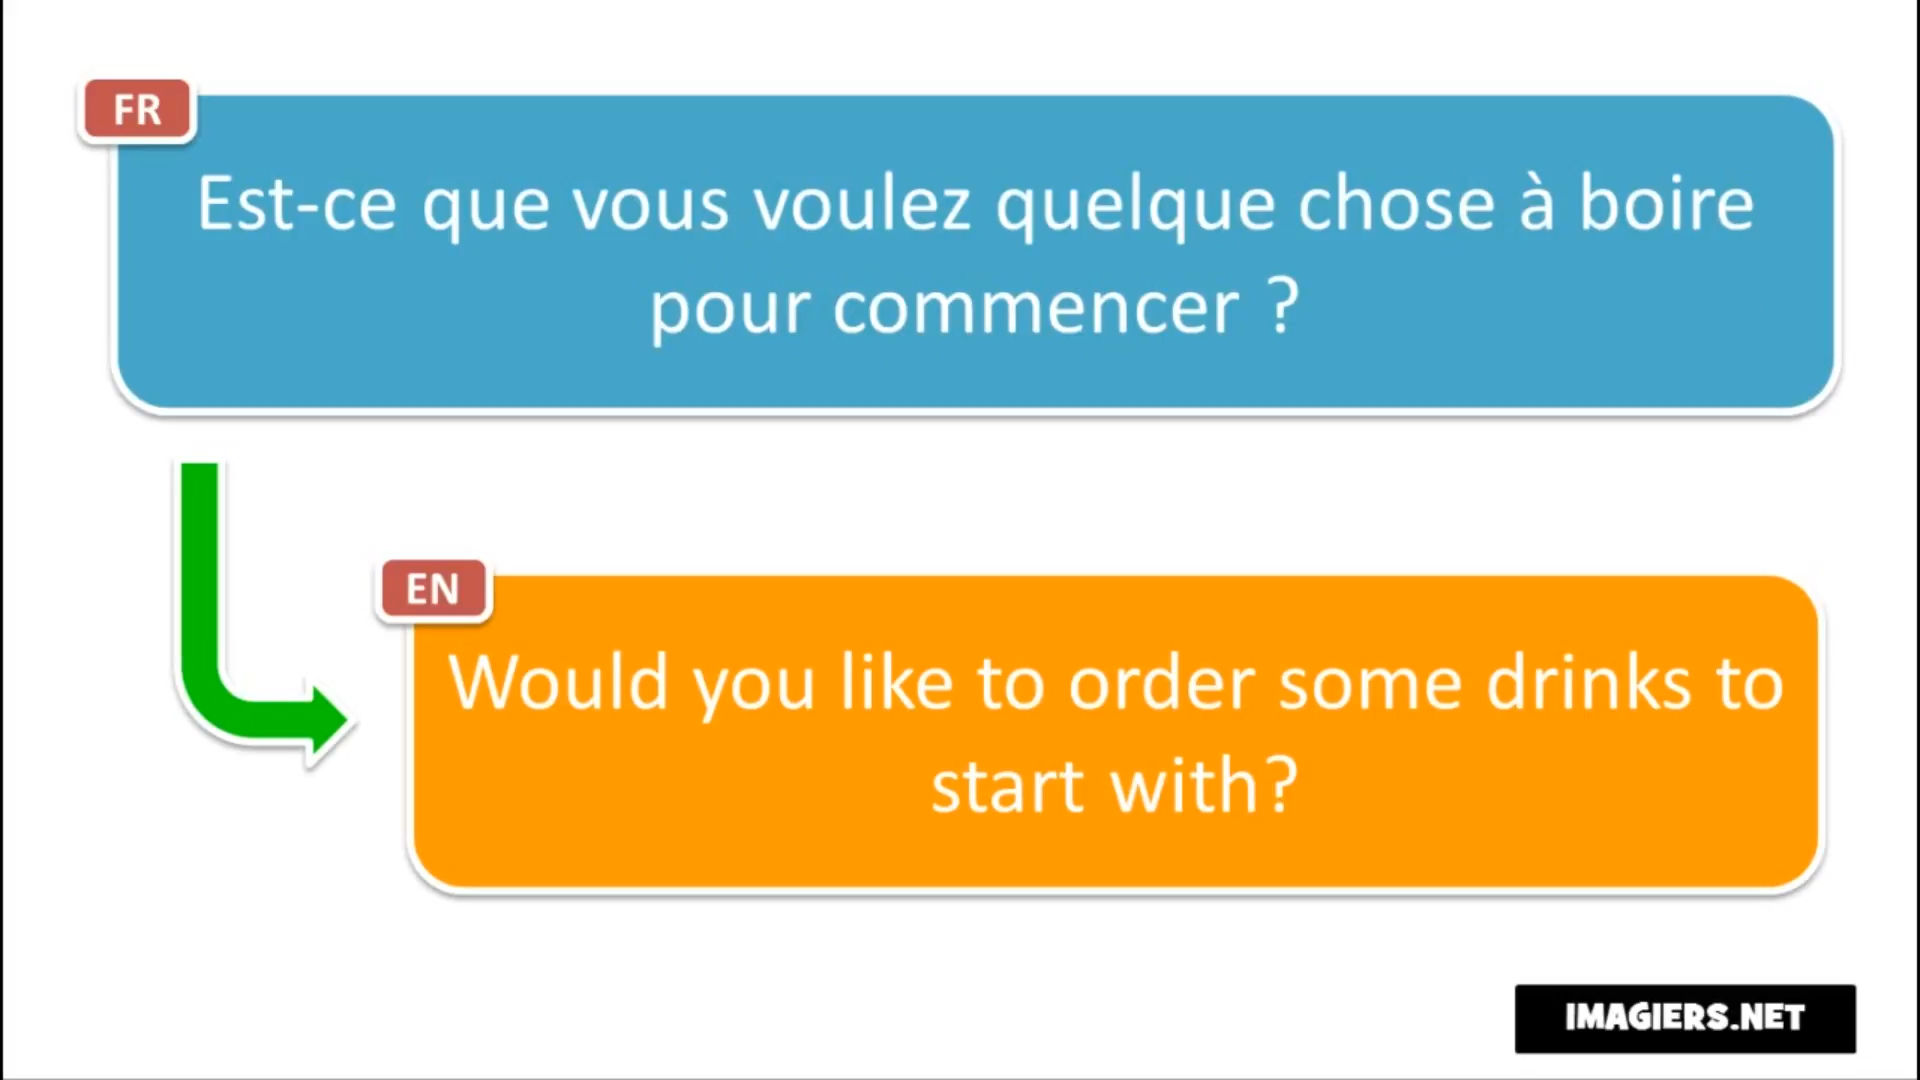 FR
Est-ce que vous voulez quelque chose à boire
pour commencer ?
EN
Would you like to order some drinks to
start with?
IMAGIERS.NET